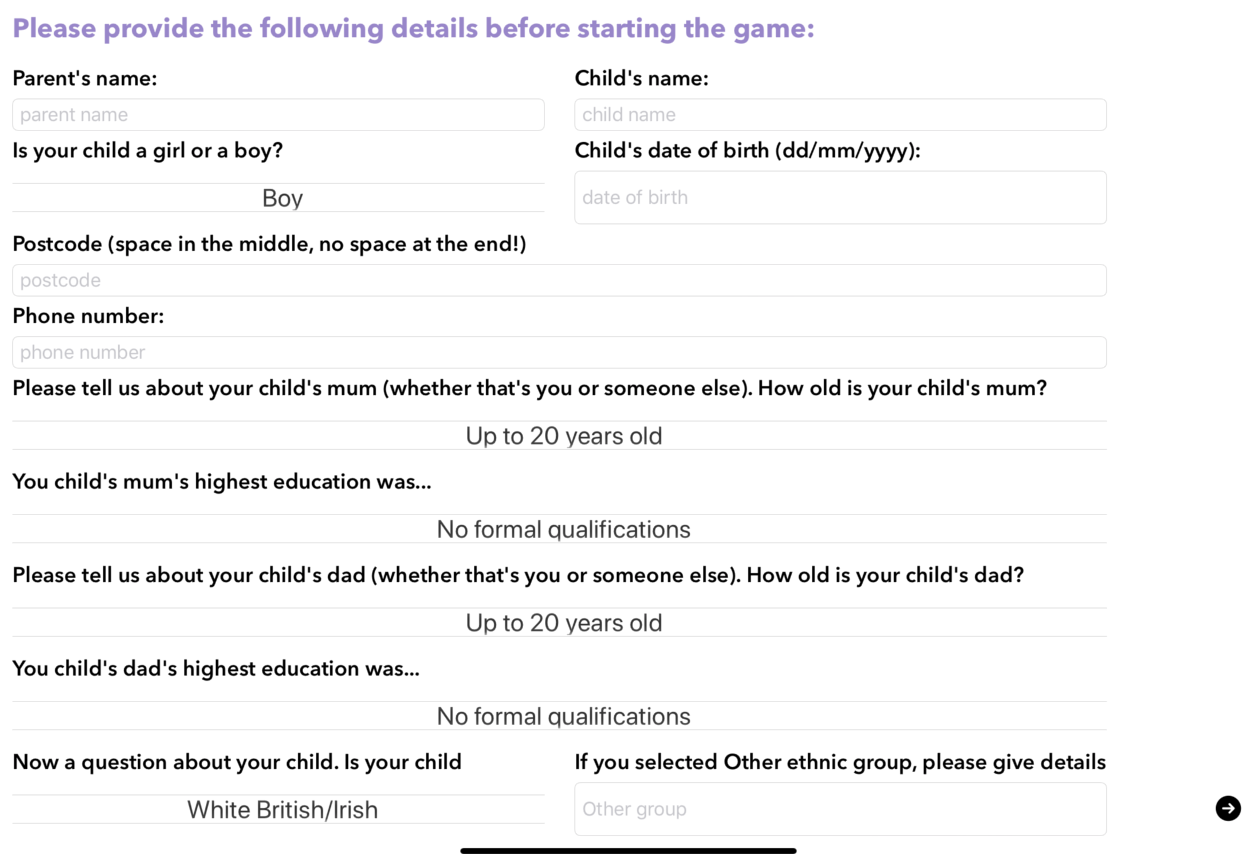 Please provide the following details before starting the game:
Parent's name:
Child's name:
parent name
child name
Is your child a girl or a boy?
Child's date of birth (dd/mm/yyyy):
Boy
date of birth
Postcode (space in the middle, no space at the end!)
postcode
Phone number:
phone number
Please tell us about your child's mum (whether that's you or someone else). How old is your child's mum?
Up to 20 years old
You child's mum's highest education was...
No formal qualifications
Please tell us about your child's dad (whether that's you or someone else). How old is your child's dad?
Up to 20 years old
You child's dad's highest education was...
No formal qualifications
Now a question about your child. Is your child
If you selected Other ethnic group, please give details
White British/Irish
Other group